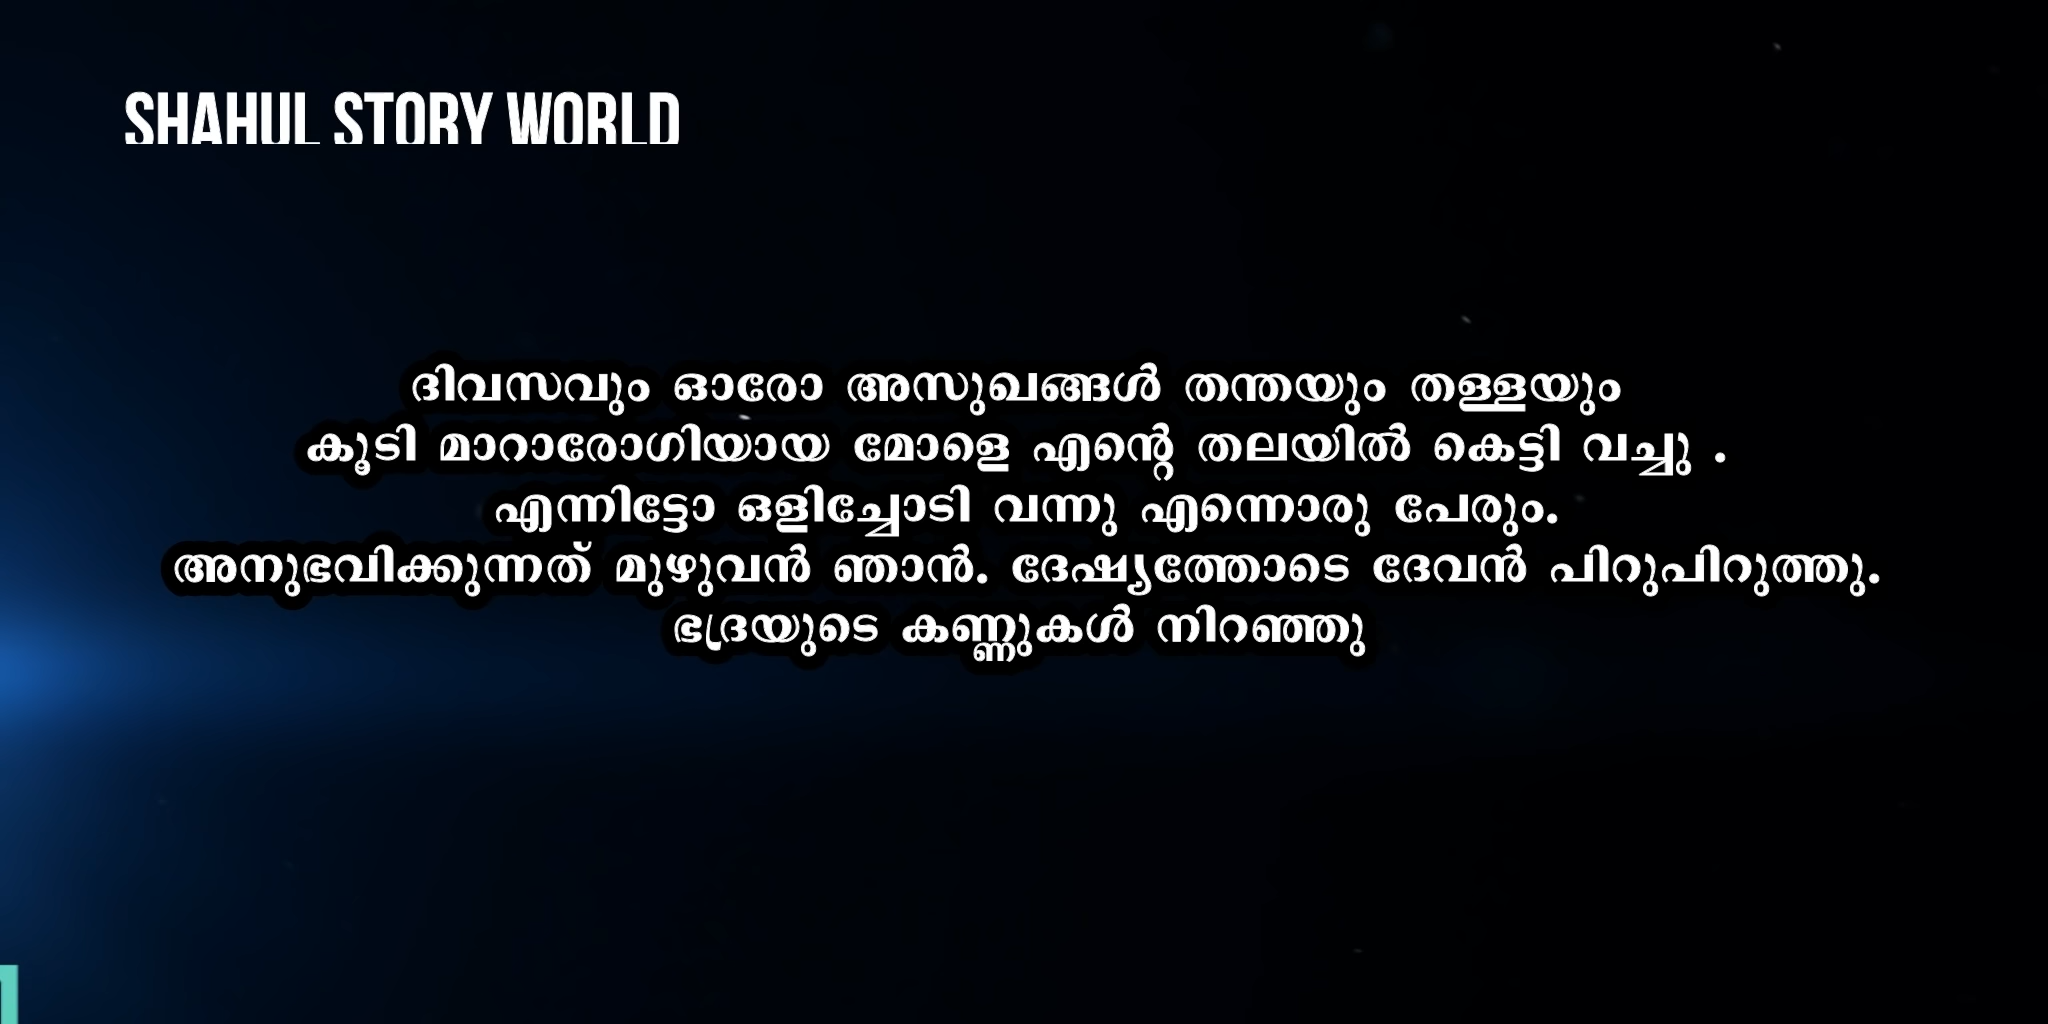 SHAHUL STORY WORLD
ദിവസവും ഓരോ അസുഖങ്ങൾ തന്തയും തള്ളയും
കൂടി മാറാരോഗിയായ മോളെ എന്റെ തലയിൽ കെട്ടി വച്ചു .
എന്നിട്ടോ ഒളിച്ചോടി വന്നു എന്നൊരു പേരും.
അനുഭവിക്കുന്നത് മുഴുവൻ ഞാൻ. ദേഷ്യത്തോടെ ദേവൻ പിറുപിറുത്തു.
ഭദ്രയുടെ കണ്ണുകൾ നിറഞ്ഞു